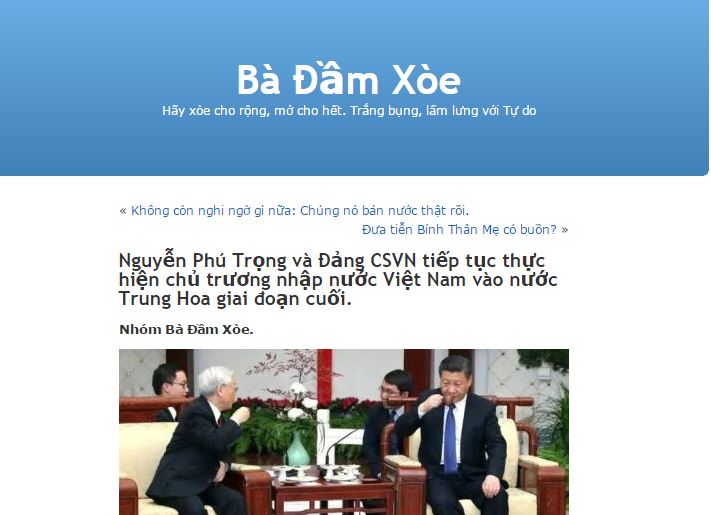 Bà Đầm Xòe
Hãy xòe cho rộng, mở cho hết. Trắng bụng, lấm lưng với Tự do
« Không còn nghi ngờ gì nữa: Chúng nó bán nước thật rồi.
Đưa tiễn Bính Thân Mẹ có buồn? »
Nguyễn Phú Trọng và Đảng CSVN tiếp tục thực
hiện chủ trương nhập nước Việt Nam vào nước
Trung Hoa giai đoạn cuối.
Nhóm Bà Đầm Xòe.